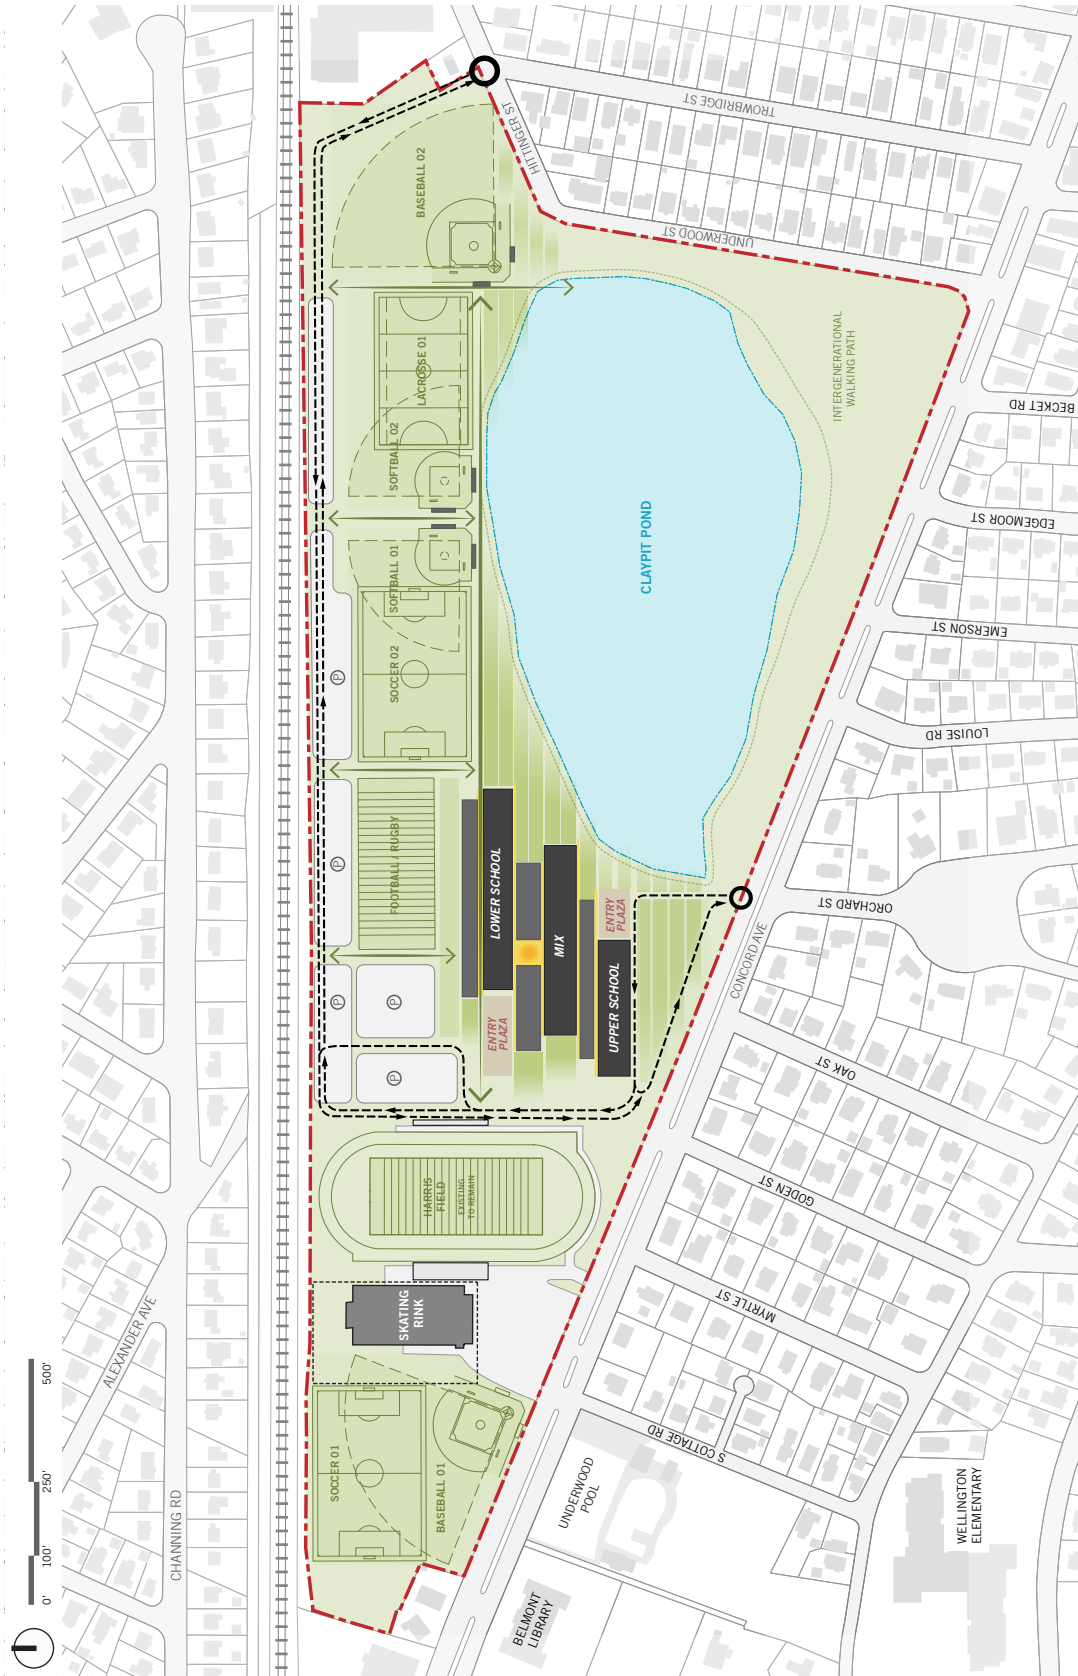 TROWBRIDGE ST
HITTINGER ST
BASEBALL 02
UNDERWOOD ST
INTERGENERATIONAL
WALKING PATH
LACROSSE 01
BECKET RD
SOFTBALL 02
EDGEMOOR ST
CLAYPIT POND
SOFTBALL 01
EMERSON ST
SOCCER 02
P
LOUISE RD
FOOTBALL / RUGBY
P
LOWER SCHOOL
ENTRY
PLAZA
ORCHARD ST
MIX
CONCORD AVE
UPPER SCHOOL
P
P
ENTRY
PLAZA
P
OAK ST
HARRIS
FIELD
EXISTING
TO REMAIN
GODEN ST
SKATING
RINK
MYRTLE ST
ALEXANDER AVE
S COTTAGE RD
SOCCER 01
BASEBALL 01
UNDERWOOD
POOL
WELLINGTON
ELEMENTARY
CHANNING RD
BELMONT
LIBRARY
0' 100' 250' 500'